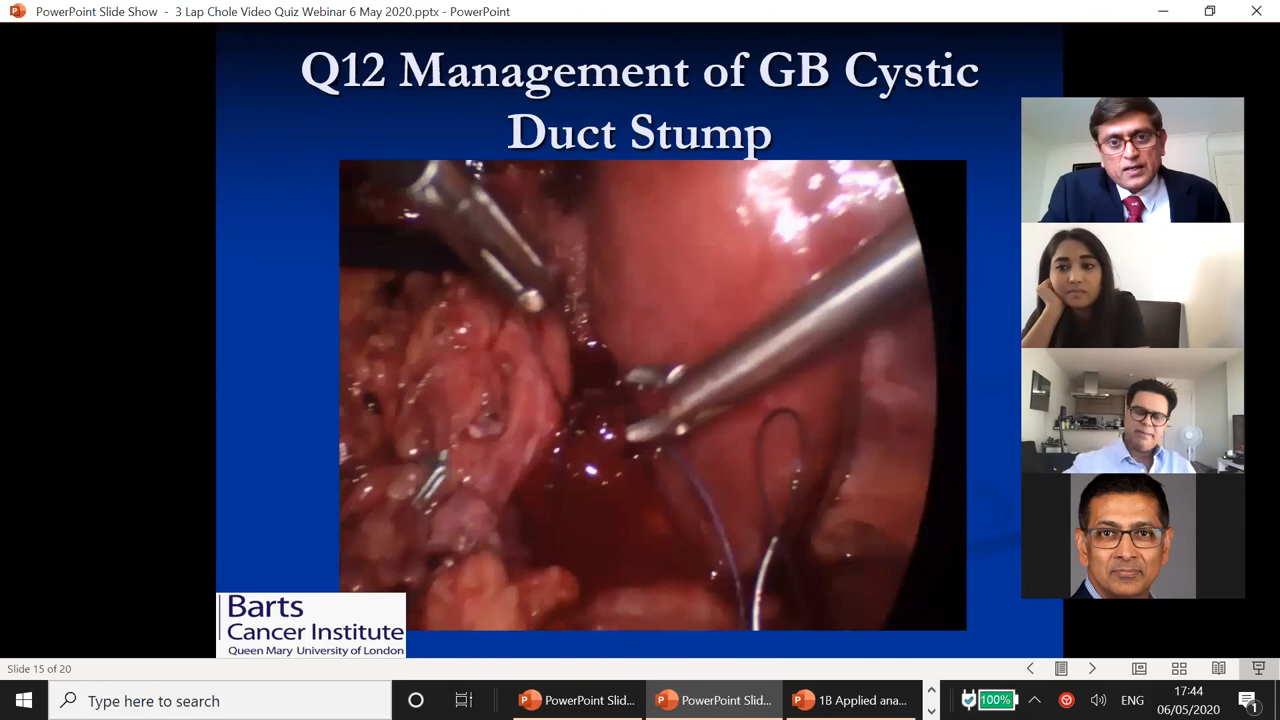 PowerPoint Slide Show - 3 Lap Chole Video Quiz Webinar 6 May 2020.pptx - PowerPoint
Q12 Management of GB Cystic
Duct Stump
Barts
Cancer Institute
Queen Mary University of London
Slide 15 of 20
Type here to search
PowerPoint Slid...
PowerPoint Slid...
1B Applied ana...
100%
ENG
17:44
06/05/2020
1